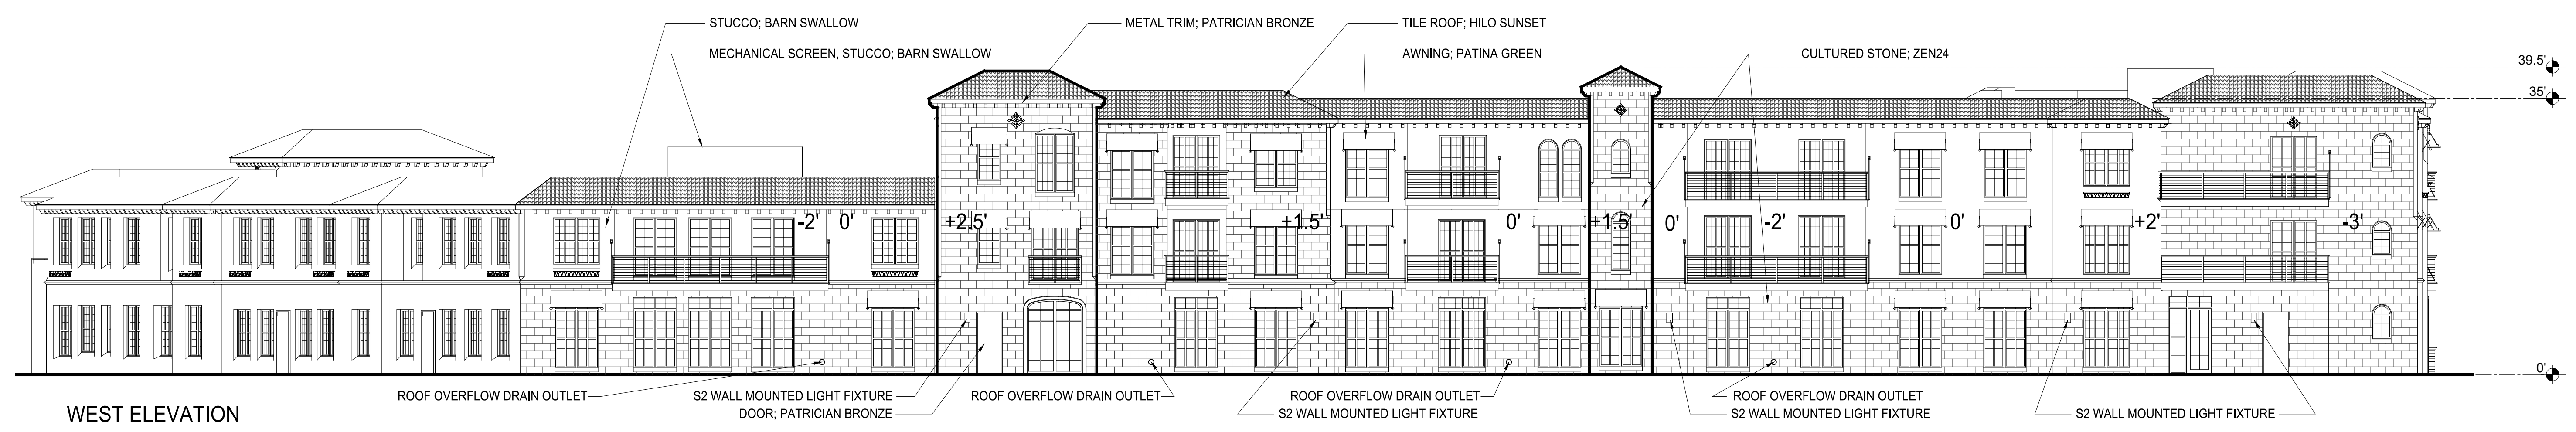 STUCCO; BARN SWALLOW
METAL TRIM; PATRICIAN BRONZE
TILE ROOF; HILO SUNSET
MECHANICAL SCREEN, STUCCO; BARN SWALLOW
AWNING; PATINA GREEN
CULTURED STONE; ZEN24
39.5'
35'
-2' 0' +2.5' +1.5' 0' +1.5' 0' -2' 0' +2' -3'
0'
ROOF OVERFLOW DRAIN OUTLET
S2 WALL MOUNTED LIGHT FIXTURE
ROOF OVERFLOW DRAIN OUTLET
ROOF OVERFLOW DRAIN OUTLET
ROOF OVERFLOW DRAIN OUTLET
WEST ELEVATION
DOOR; PATRICIAN BRONZE
S2 WALL MOUNTED LIGHT FIXTURE
S2 WALL MOUNTED LIGHT FIXTURE
S2 WALL MOUNTED LIGHT FIXTURE